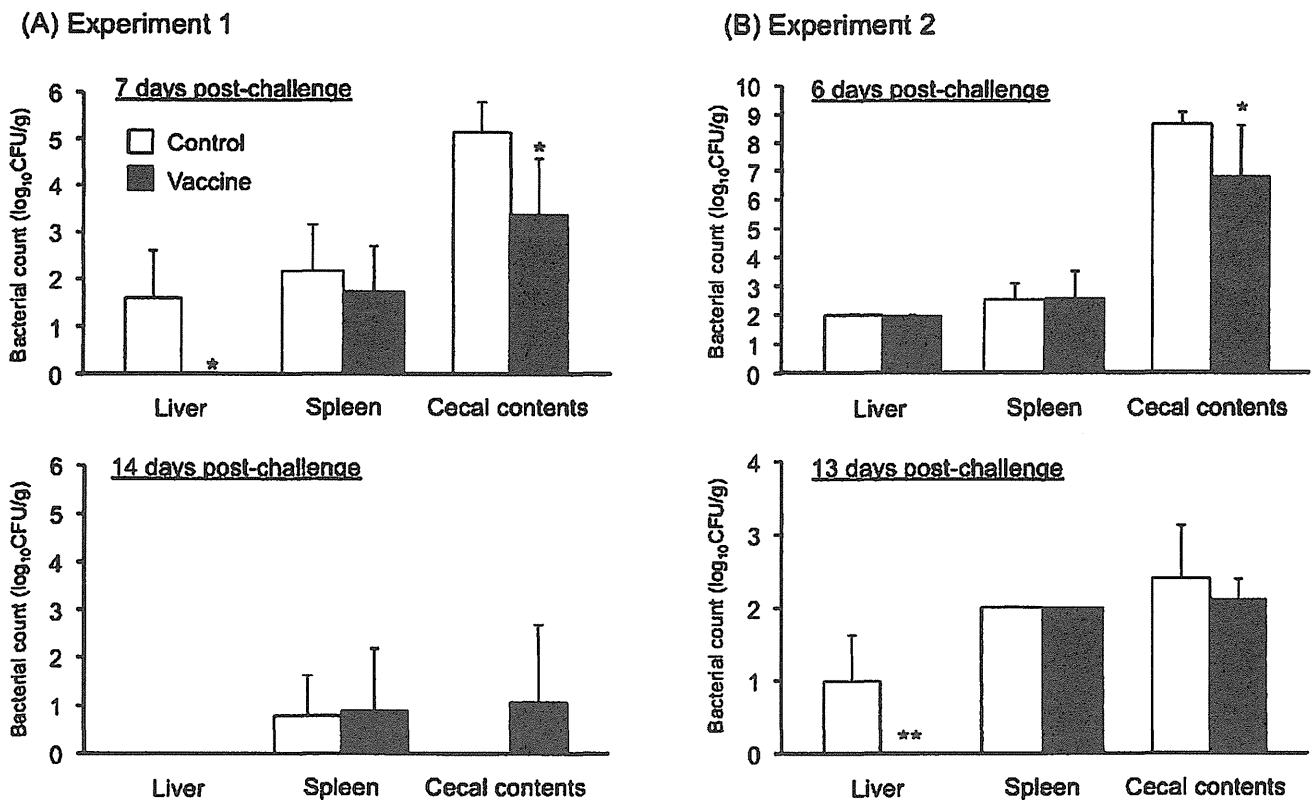 (A) Experiment 1
7 days post-challenge
Control
Vaccine
Bacterial count (log10CFU/g)
6
5
4
3
2
1
0
*
*
Liver Spleen Cecal contents
14 days post-challenge
Bacterial count (log10CFU/g)
6
5
4
3
2
1
0
Liver Spleen Cecal contents
(B) Experiment 2
6 days post-challenge
Bacterial count (log10CFU/g)
10
9
8
7
6
5
4
3
2
1
0
*
Liver Spleen Cecal contents
13 days post-challenge
Bacterial count (log10CFU/g)
4
3
2
1
0
**
Liver Spleen Cecal contents